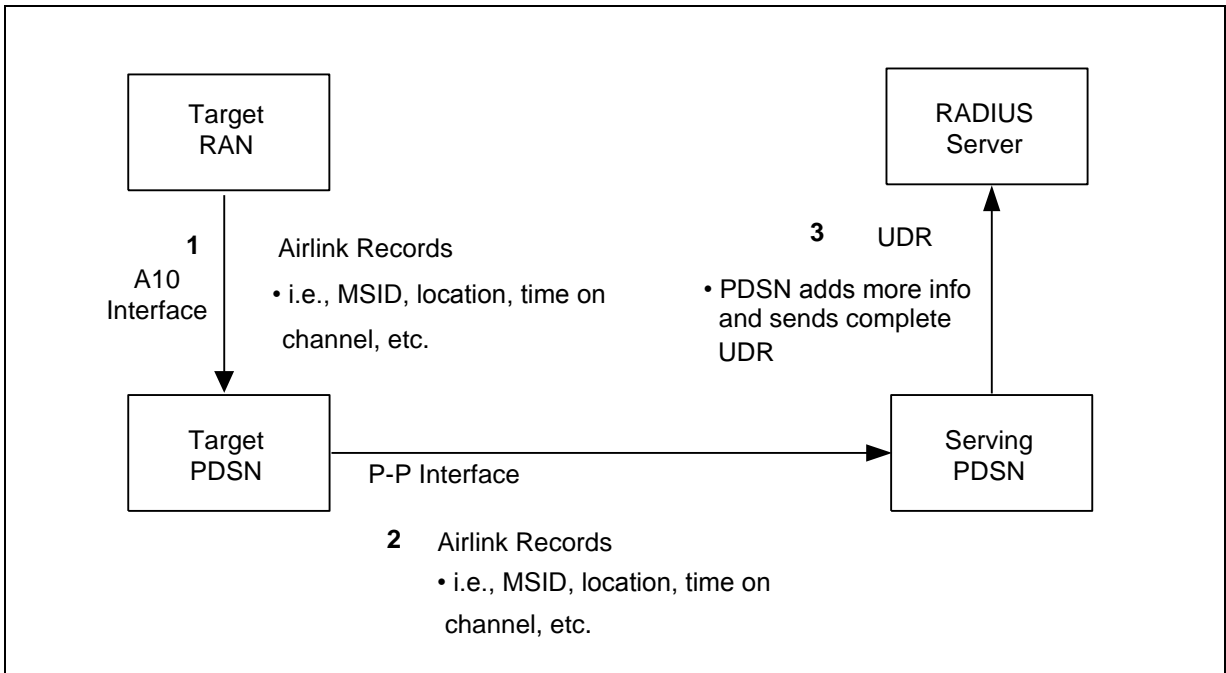 Target
RAN
RADIUS
Server
1
A10
Interface
Airlink Records
• i.e., MSID, location, time on
channel, etc.
3 UDR
• PDSN adds more info
and sends complete
UDR
Target
PDSN
P-P Interface
Serving
PDSN
2 Airlink Records
• i.e., MSID, location, time on
channel, etc.